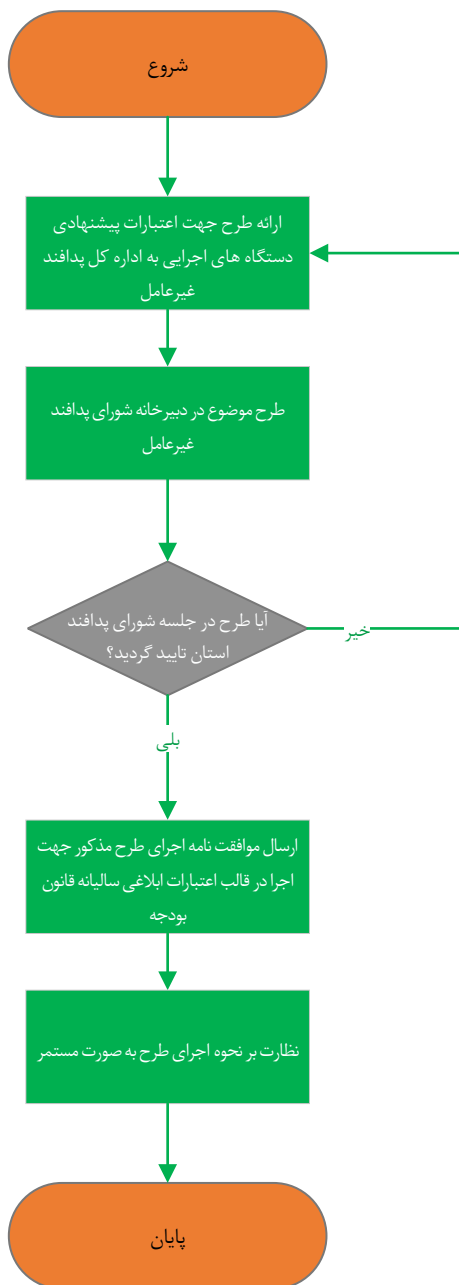 شروع
ارائه طرح جهت اعتبارات پیشنهادی
دستگاه های اجرایی به اداره کل پدافند
غیرعامل
طرح موضوع در دبیرخانه شورای پدافند
غیرعامل
آیا طرح در جلسه شورای پدافند
استان تایید گردید؟
خیر
بلی
ارسال موافقت نامه اجرای طرح مذکور جهت
اجرا در قالب اعتبارات ابلاغی سالیانه قانون
بودجه
نظارت بر نحوه اجرای طرح به صورت مستمر
پایان